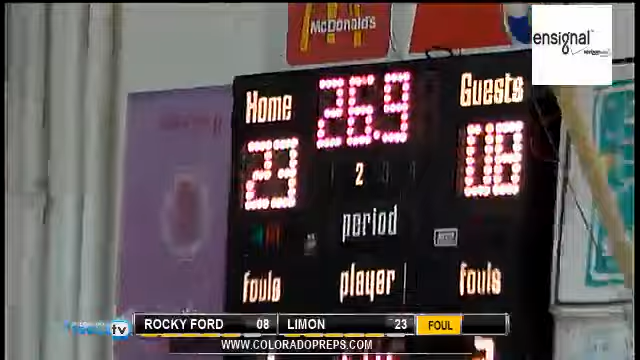 McDonald's
ensignal
Home 26.9 Guests
23 2 08
period
fouls player fouls
tv ROCKY FORD 08 LIMON 23 FOUL
WWW.COLORADOPREPS.COM